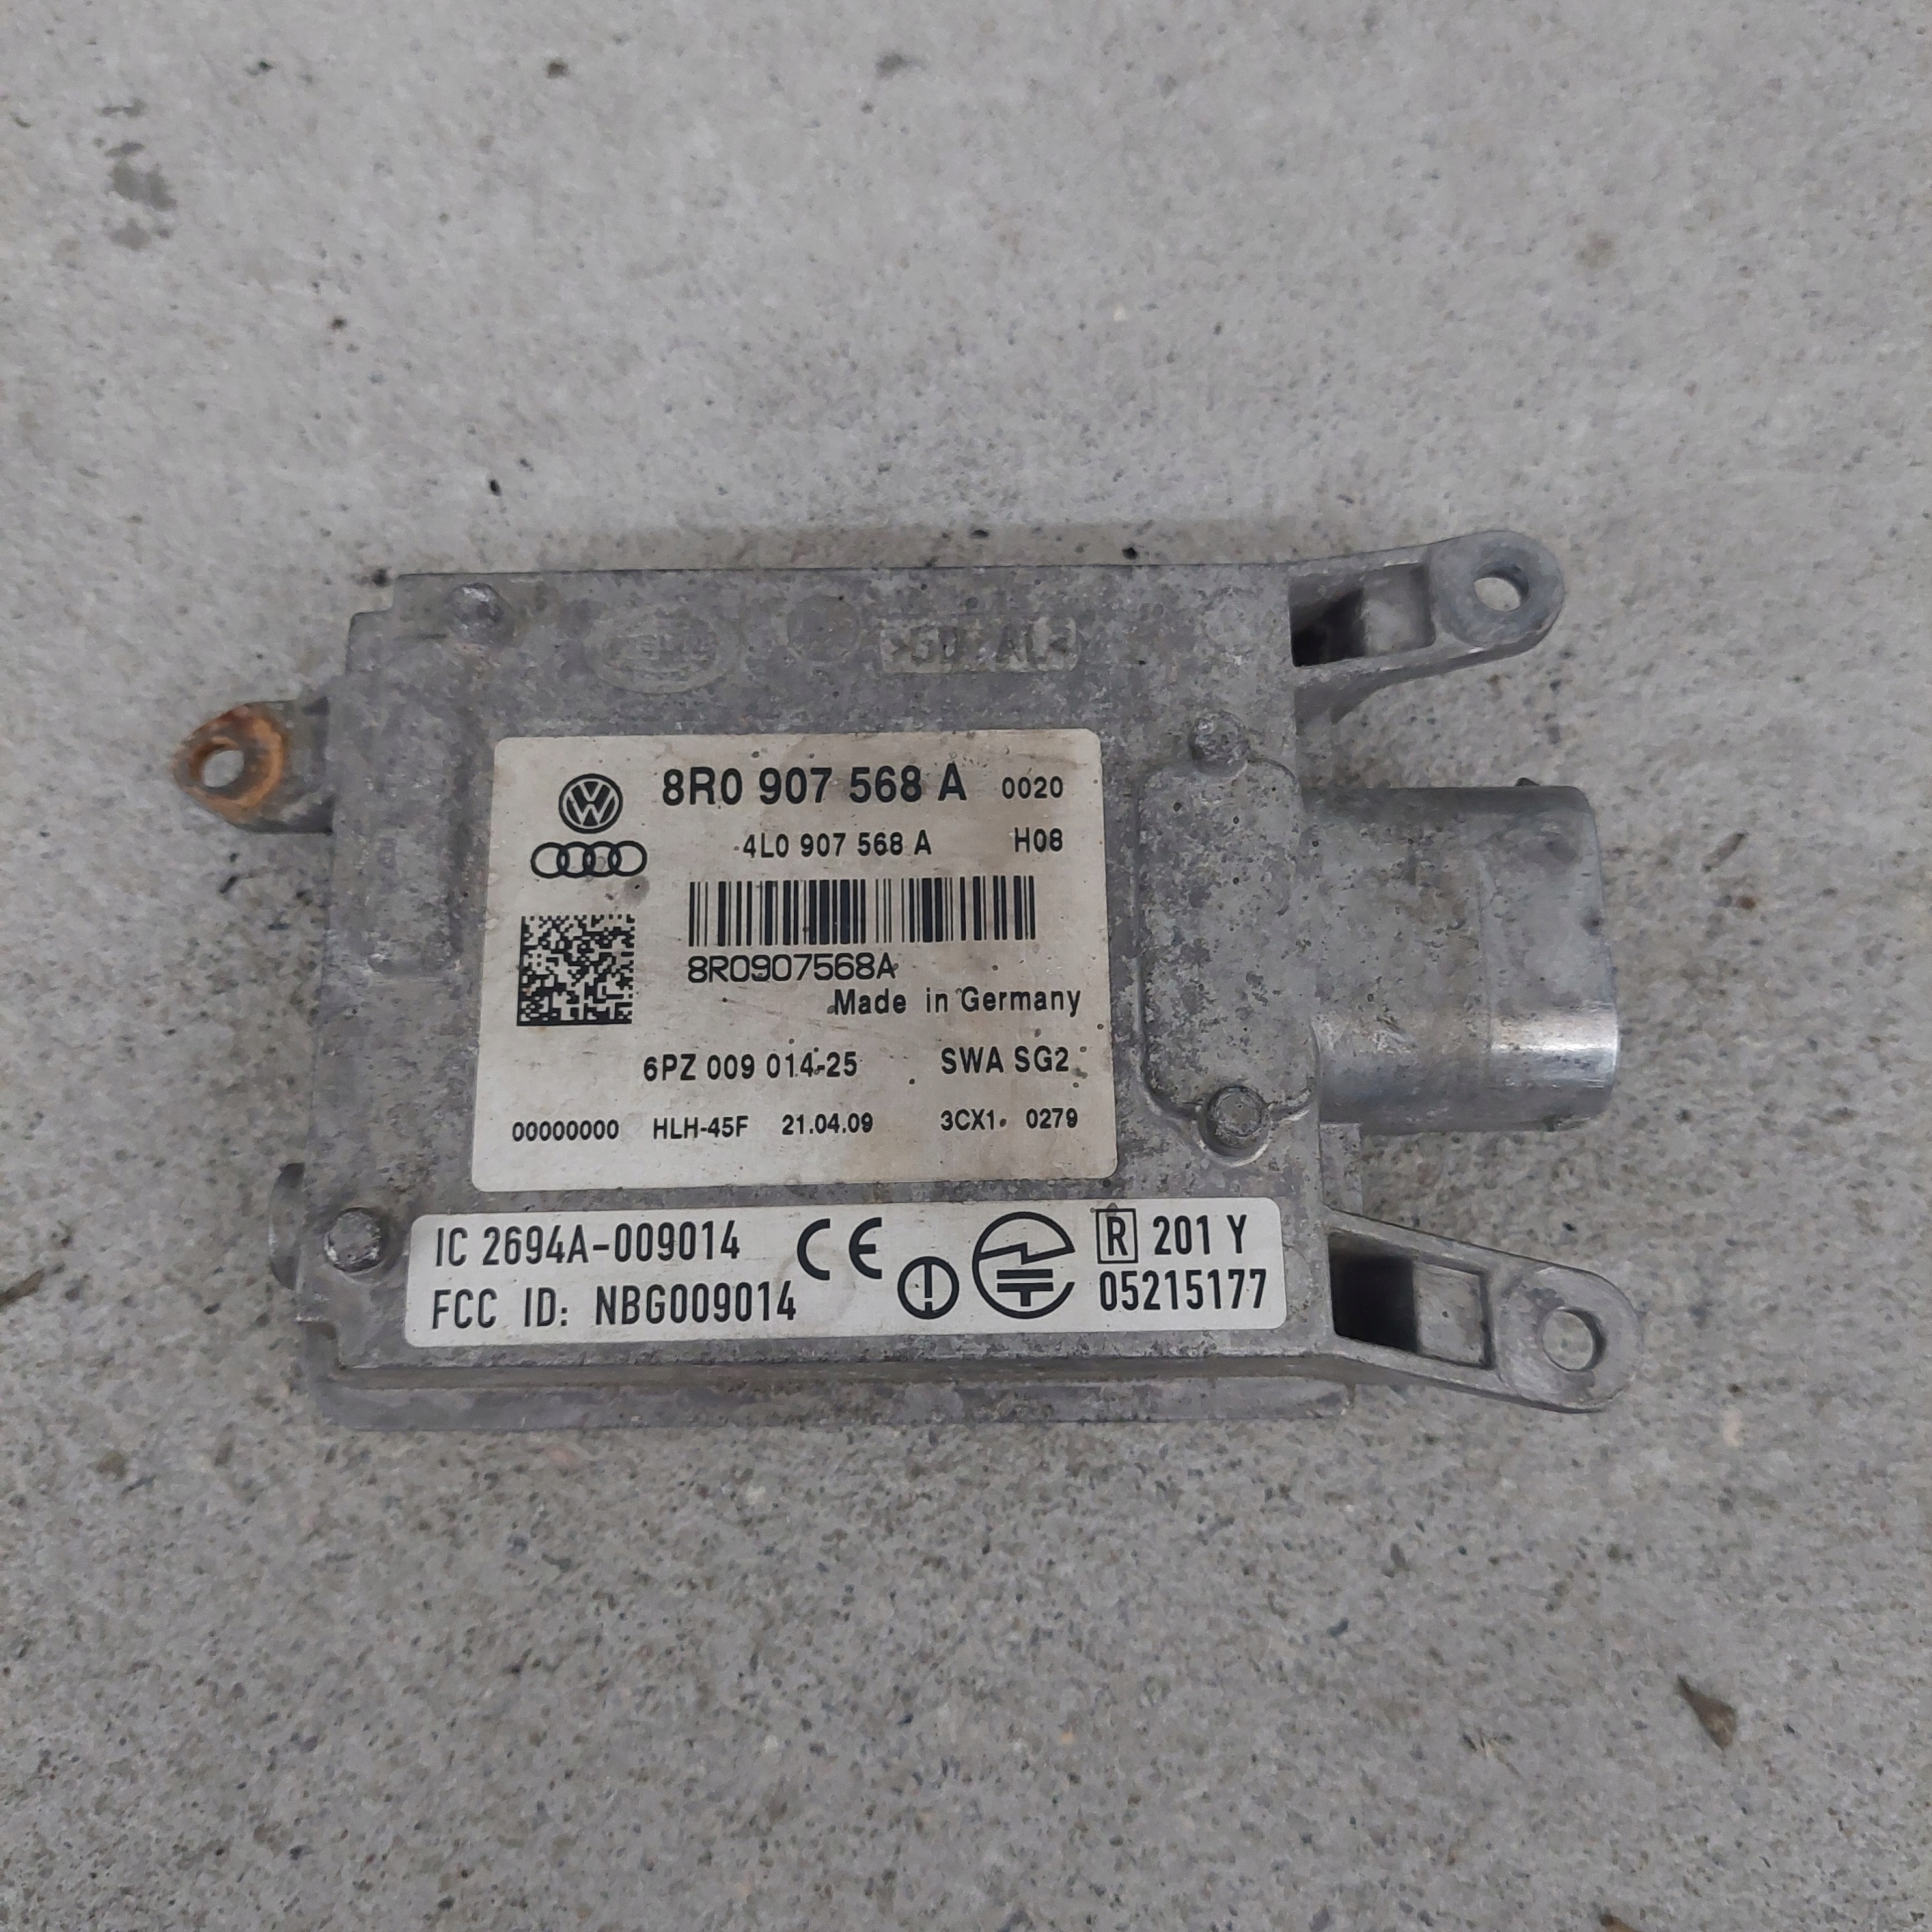 8R0 907 568 A 0020
4L0 907 568 A H08
8R0907568A
Made in Germany
6PZ 009 014-25 SWA SG2
00000000 HLH-45F 21.04.09 3CX1 0279
IC 2694A-009014 CE R 201 Y
FCC ID: NBG009014 05215177